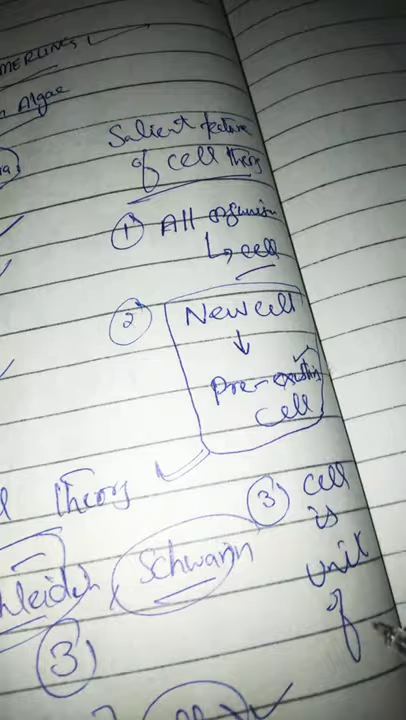 Algae
Salient feature
of cell theory
① All organism
↳ cell
② New cell
↓
Pre-existing
cell
theory
③ cell
is
unit
of
Schwann
③)